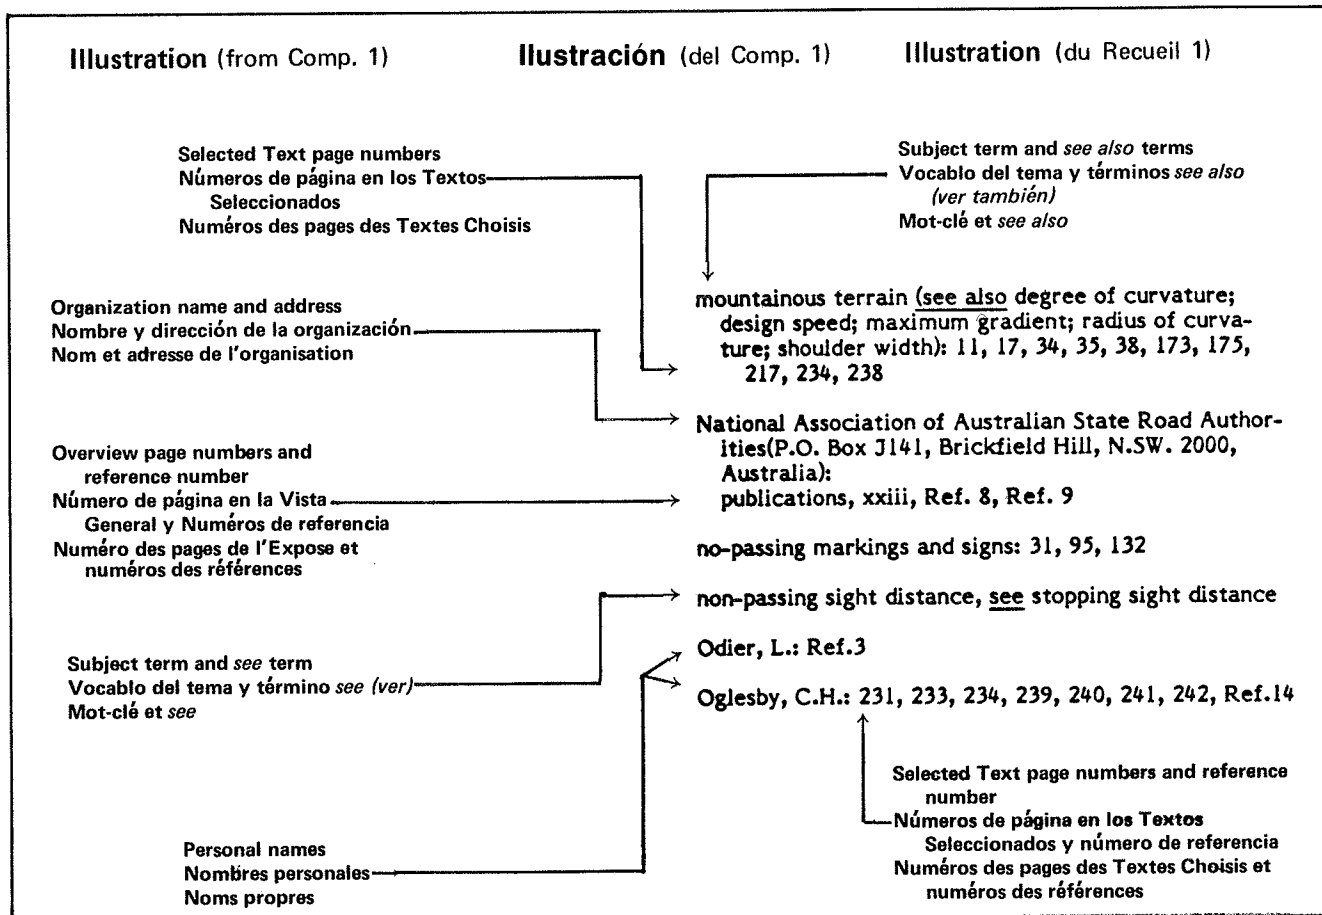 Illustration (from Comp. 1)
Ilustración (del Comp. 1)
Illustration (du Recueil 1)
Selected Text page numbers
Números de página en los Textos
Seleccionados
Numéros des pages des Textes Choisis
Subject term and see also terms
Vocablo del tema y términos see also
(ver también)
Mot-clé et see also
Organization name and address
Nombre y dirección de la organización
Nom et adresse de l'organisation
mountainous terrain (see also degree of curvature;
design speed; maximum gradient; radius of curva-
ture; shoulder width): 11, 17, 34, 35, 38, 173, 175,
217, 234, 238
National Association of Australian State Road Author-
ities(P.O. Box J141, Brickfield Hill, N.SW. 2000,
Australia):
publications, xxiii, Ref. 8, Ref. 9
Overview page numbers and
reference number
Número de página en la Vista
General y Numéros de referencia
Numéro des pages de l'Expose et
numéros des références
no-passing markings and signs: 31, 95, 132
non-passing sight distance, see stopping sight distance
Subject term and see term
Vocablo del tema y término see (ver)
Mot-clé et see
Odier, L.: Ref.3
Oglesby, C.H.: 231, 233, 234, 239, 240, 241, 242, Ref.14
Selected Text page numbers and reference
number
Números de página en los Textos
Seleccionados y número de referencia
Numéros des pages des Textes Choisis et
numéros des références
Personal names
Nombres personales
Noms propres